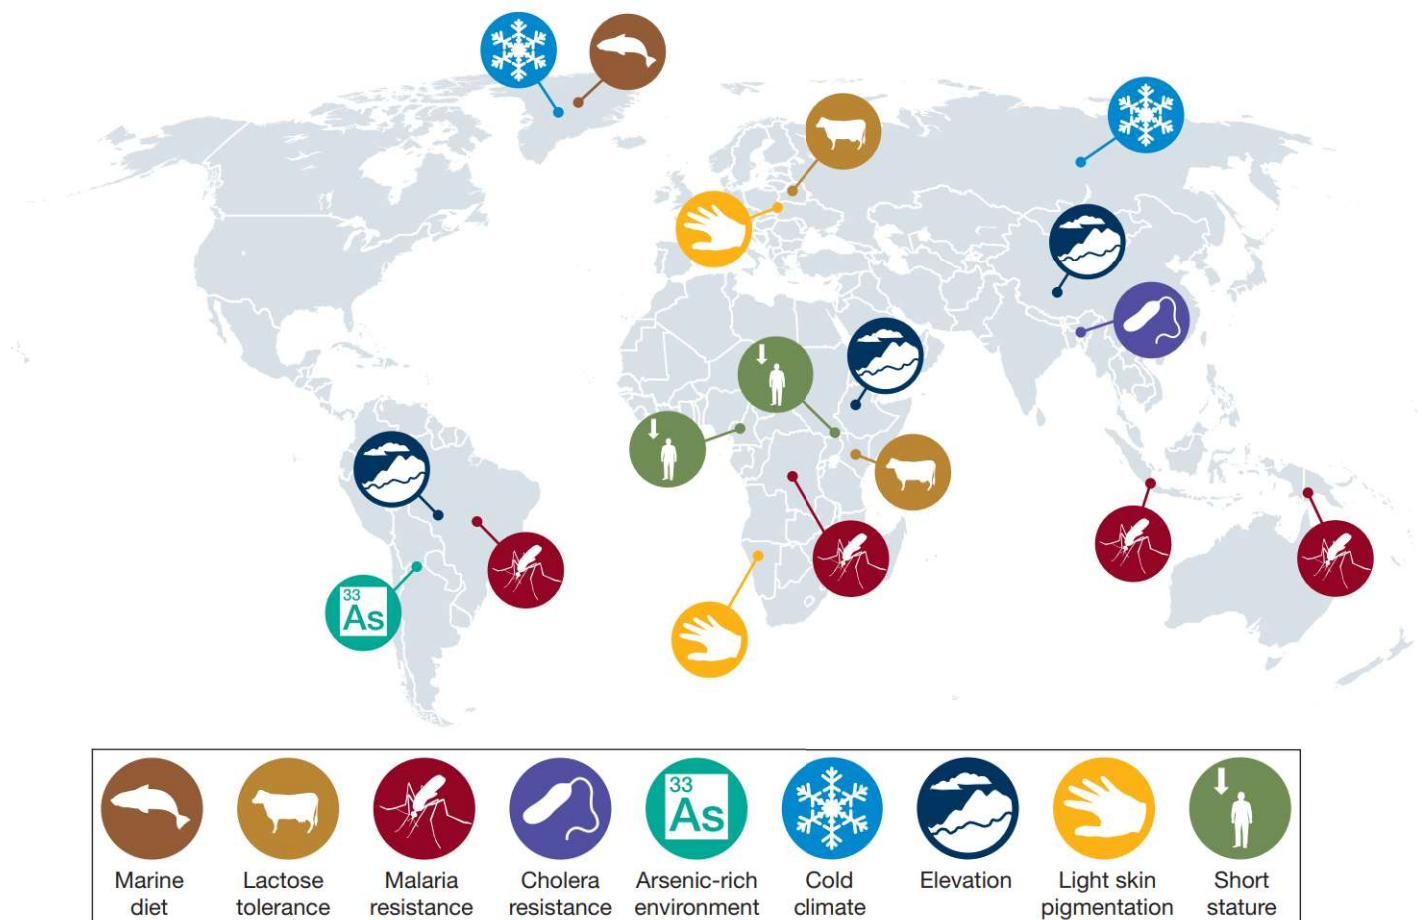 33
As
33
As
Marine
diet
Lactose
tolerance
Malaria
resistance
Cholera
resistance
Arsenic-rich
environment
Cold
climate
Elevation
Light skin
pigmentation
Short
stature